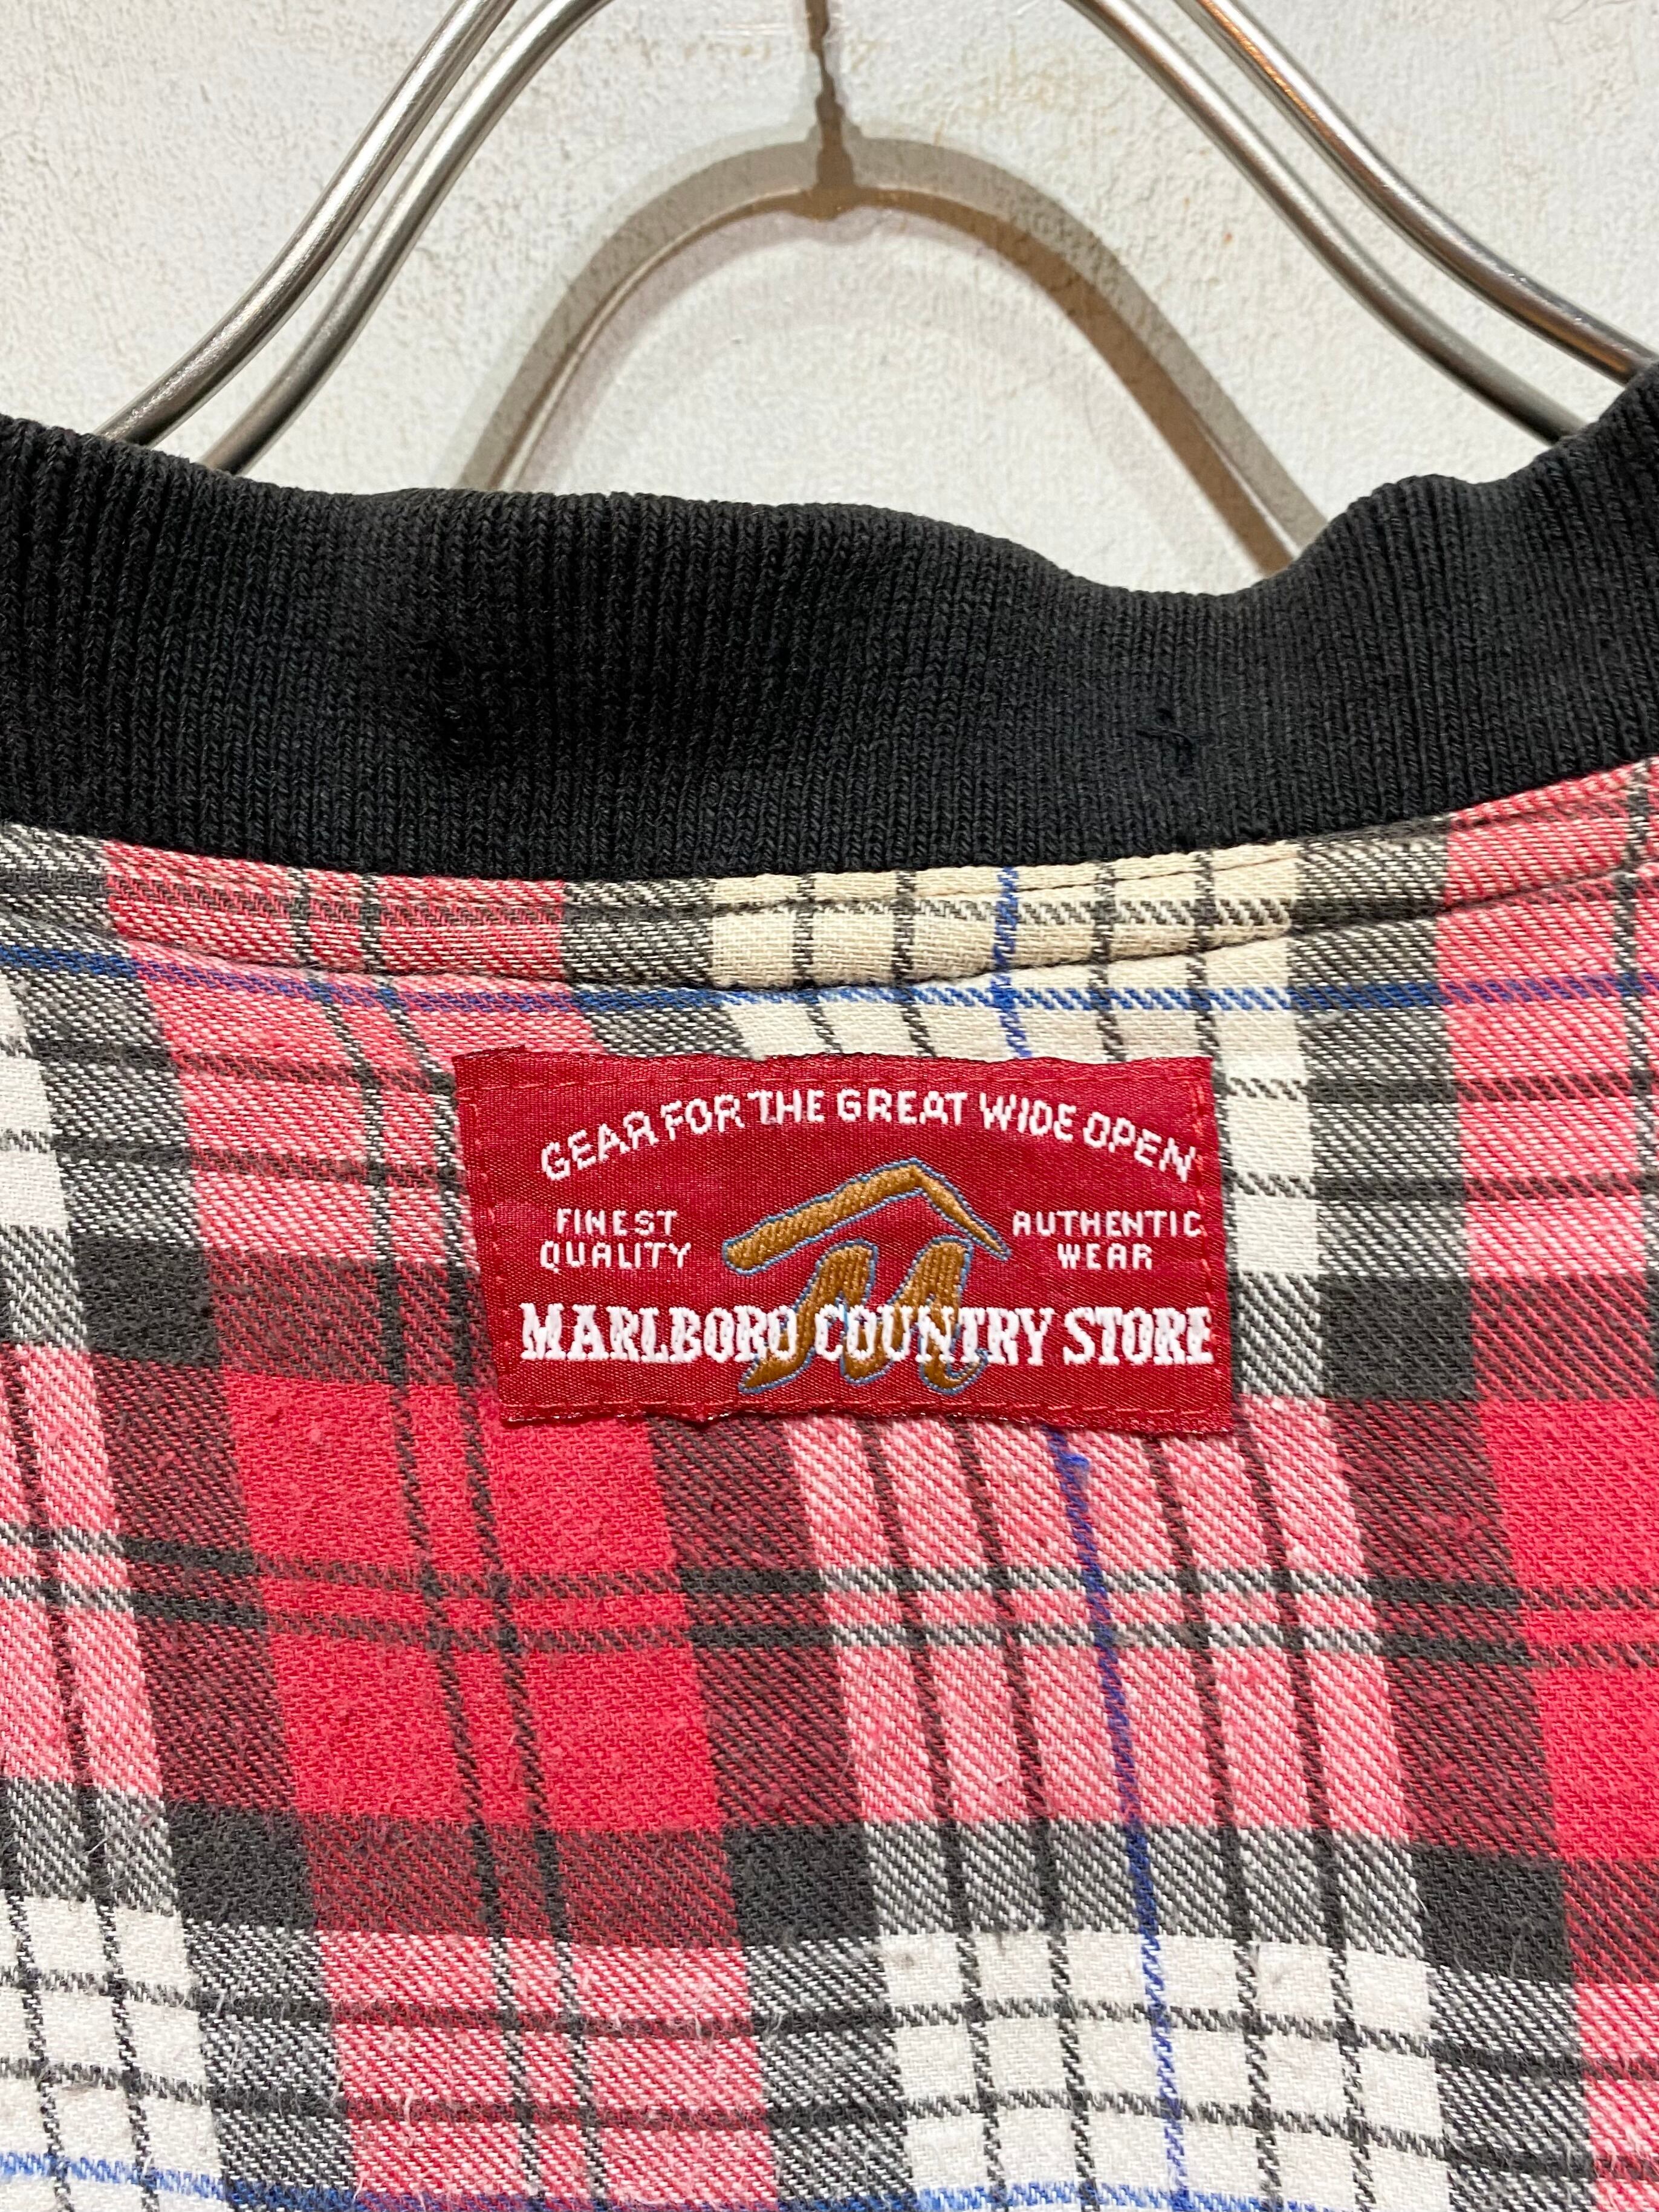 GEAR FOR THE GREAT WIDE OPEN
FINEST
QUALITY
AUTHENTIC
WEAR
M
MARLBORO COUNTRY STORE